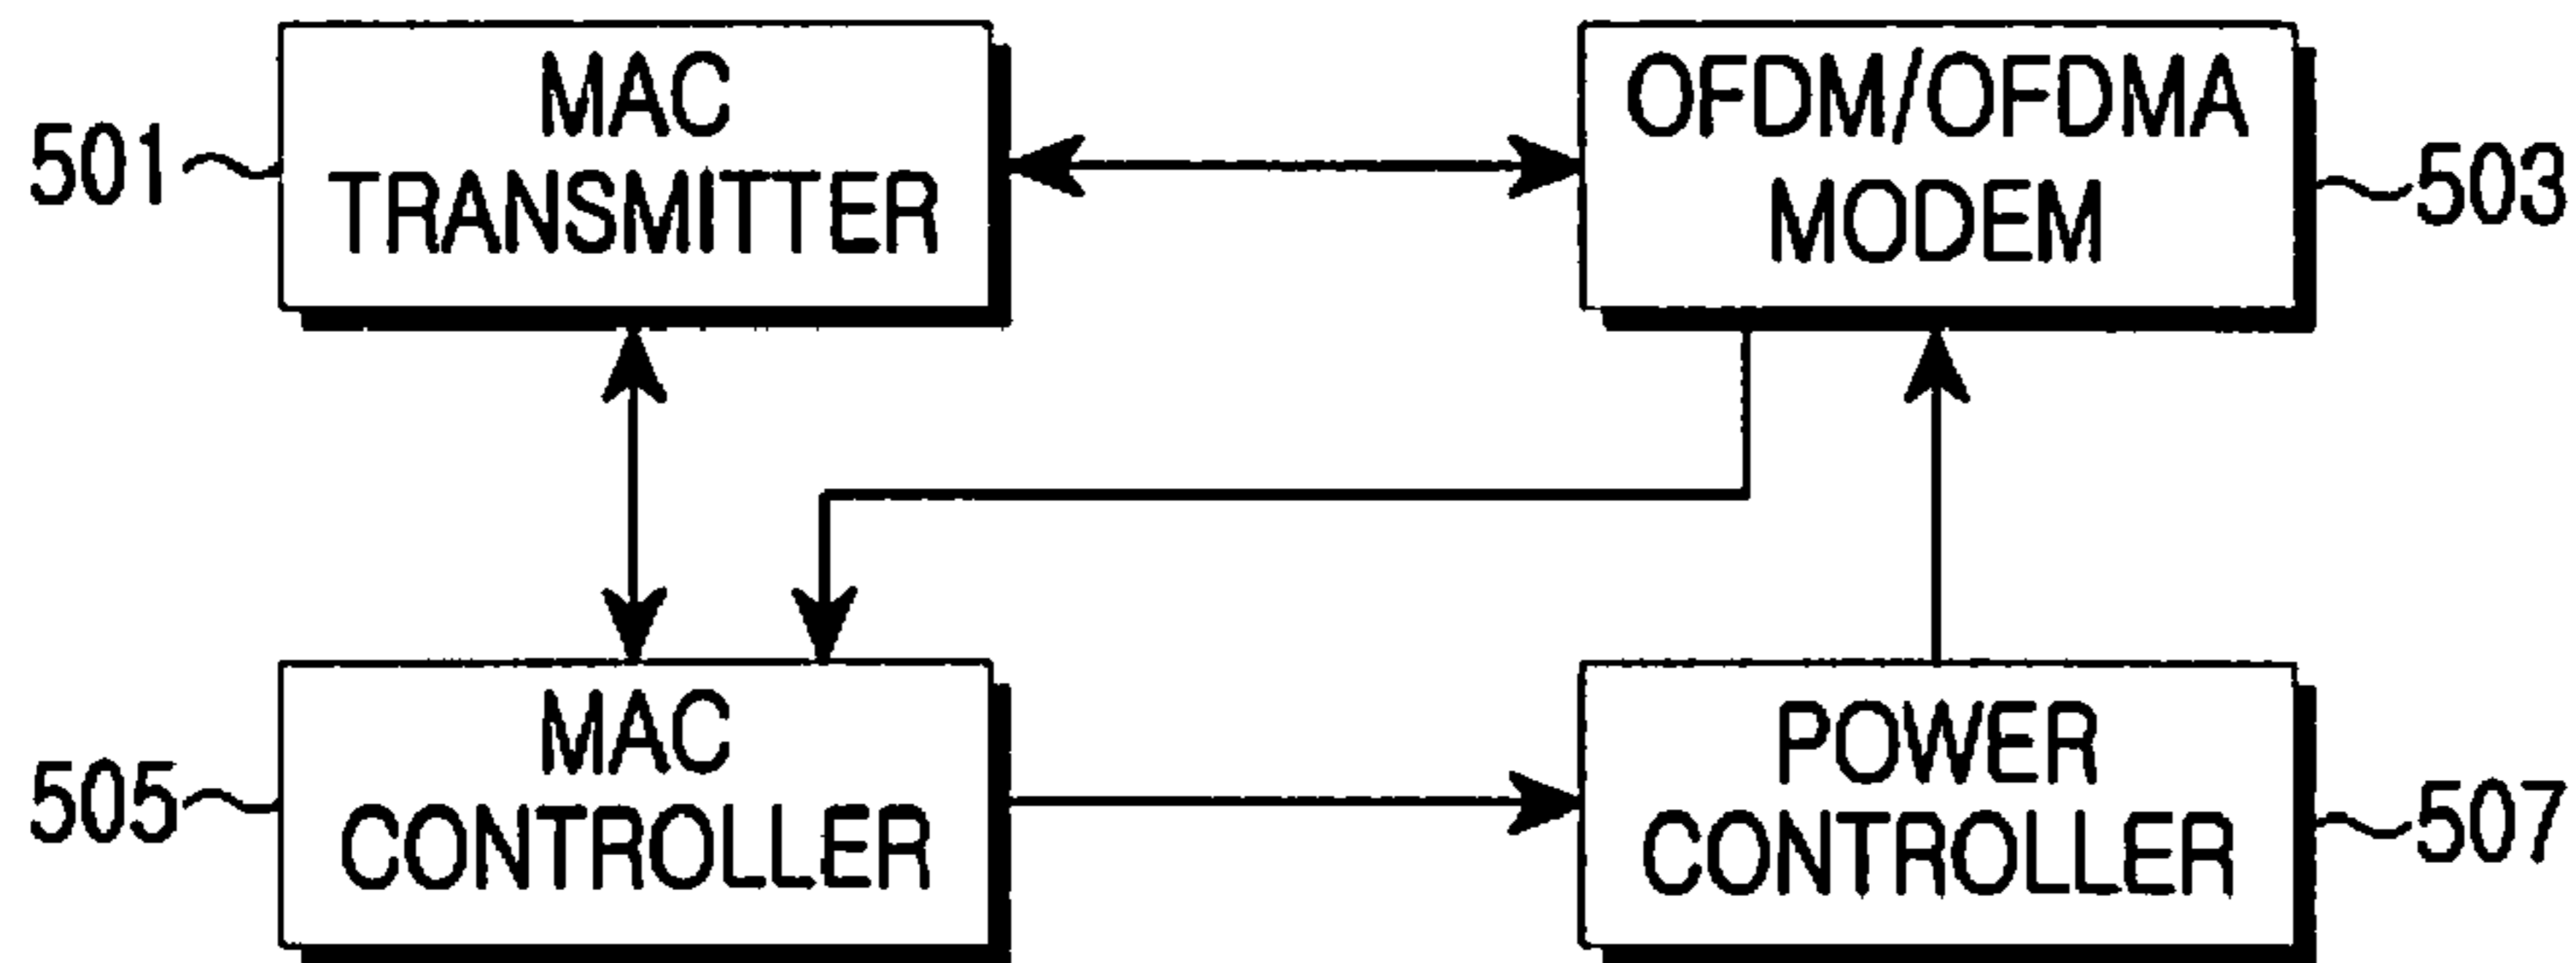 501
MAC
TRANSMITTER
OFDM/OFDMA
MODEM
503
505
MAC
CONTROLLER
POWER
CONTROLLER
507